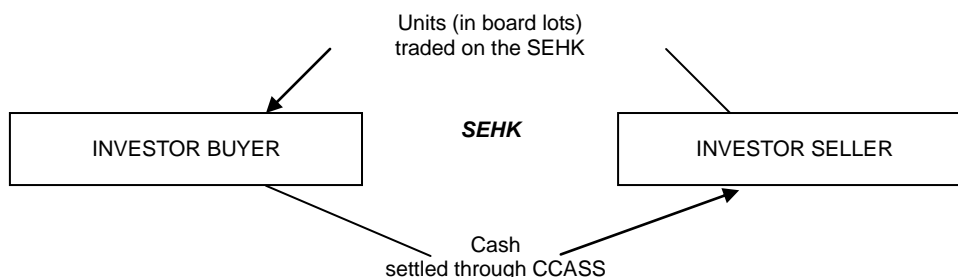 Units (in board lots)
traded on the SEHK
INVESTOR BUYER
SEHK
INVESTOR SELLER
Cash
settled through CCASS